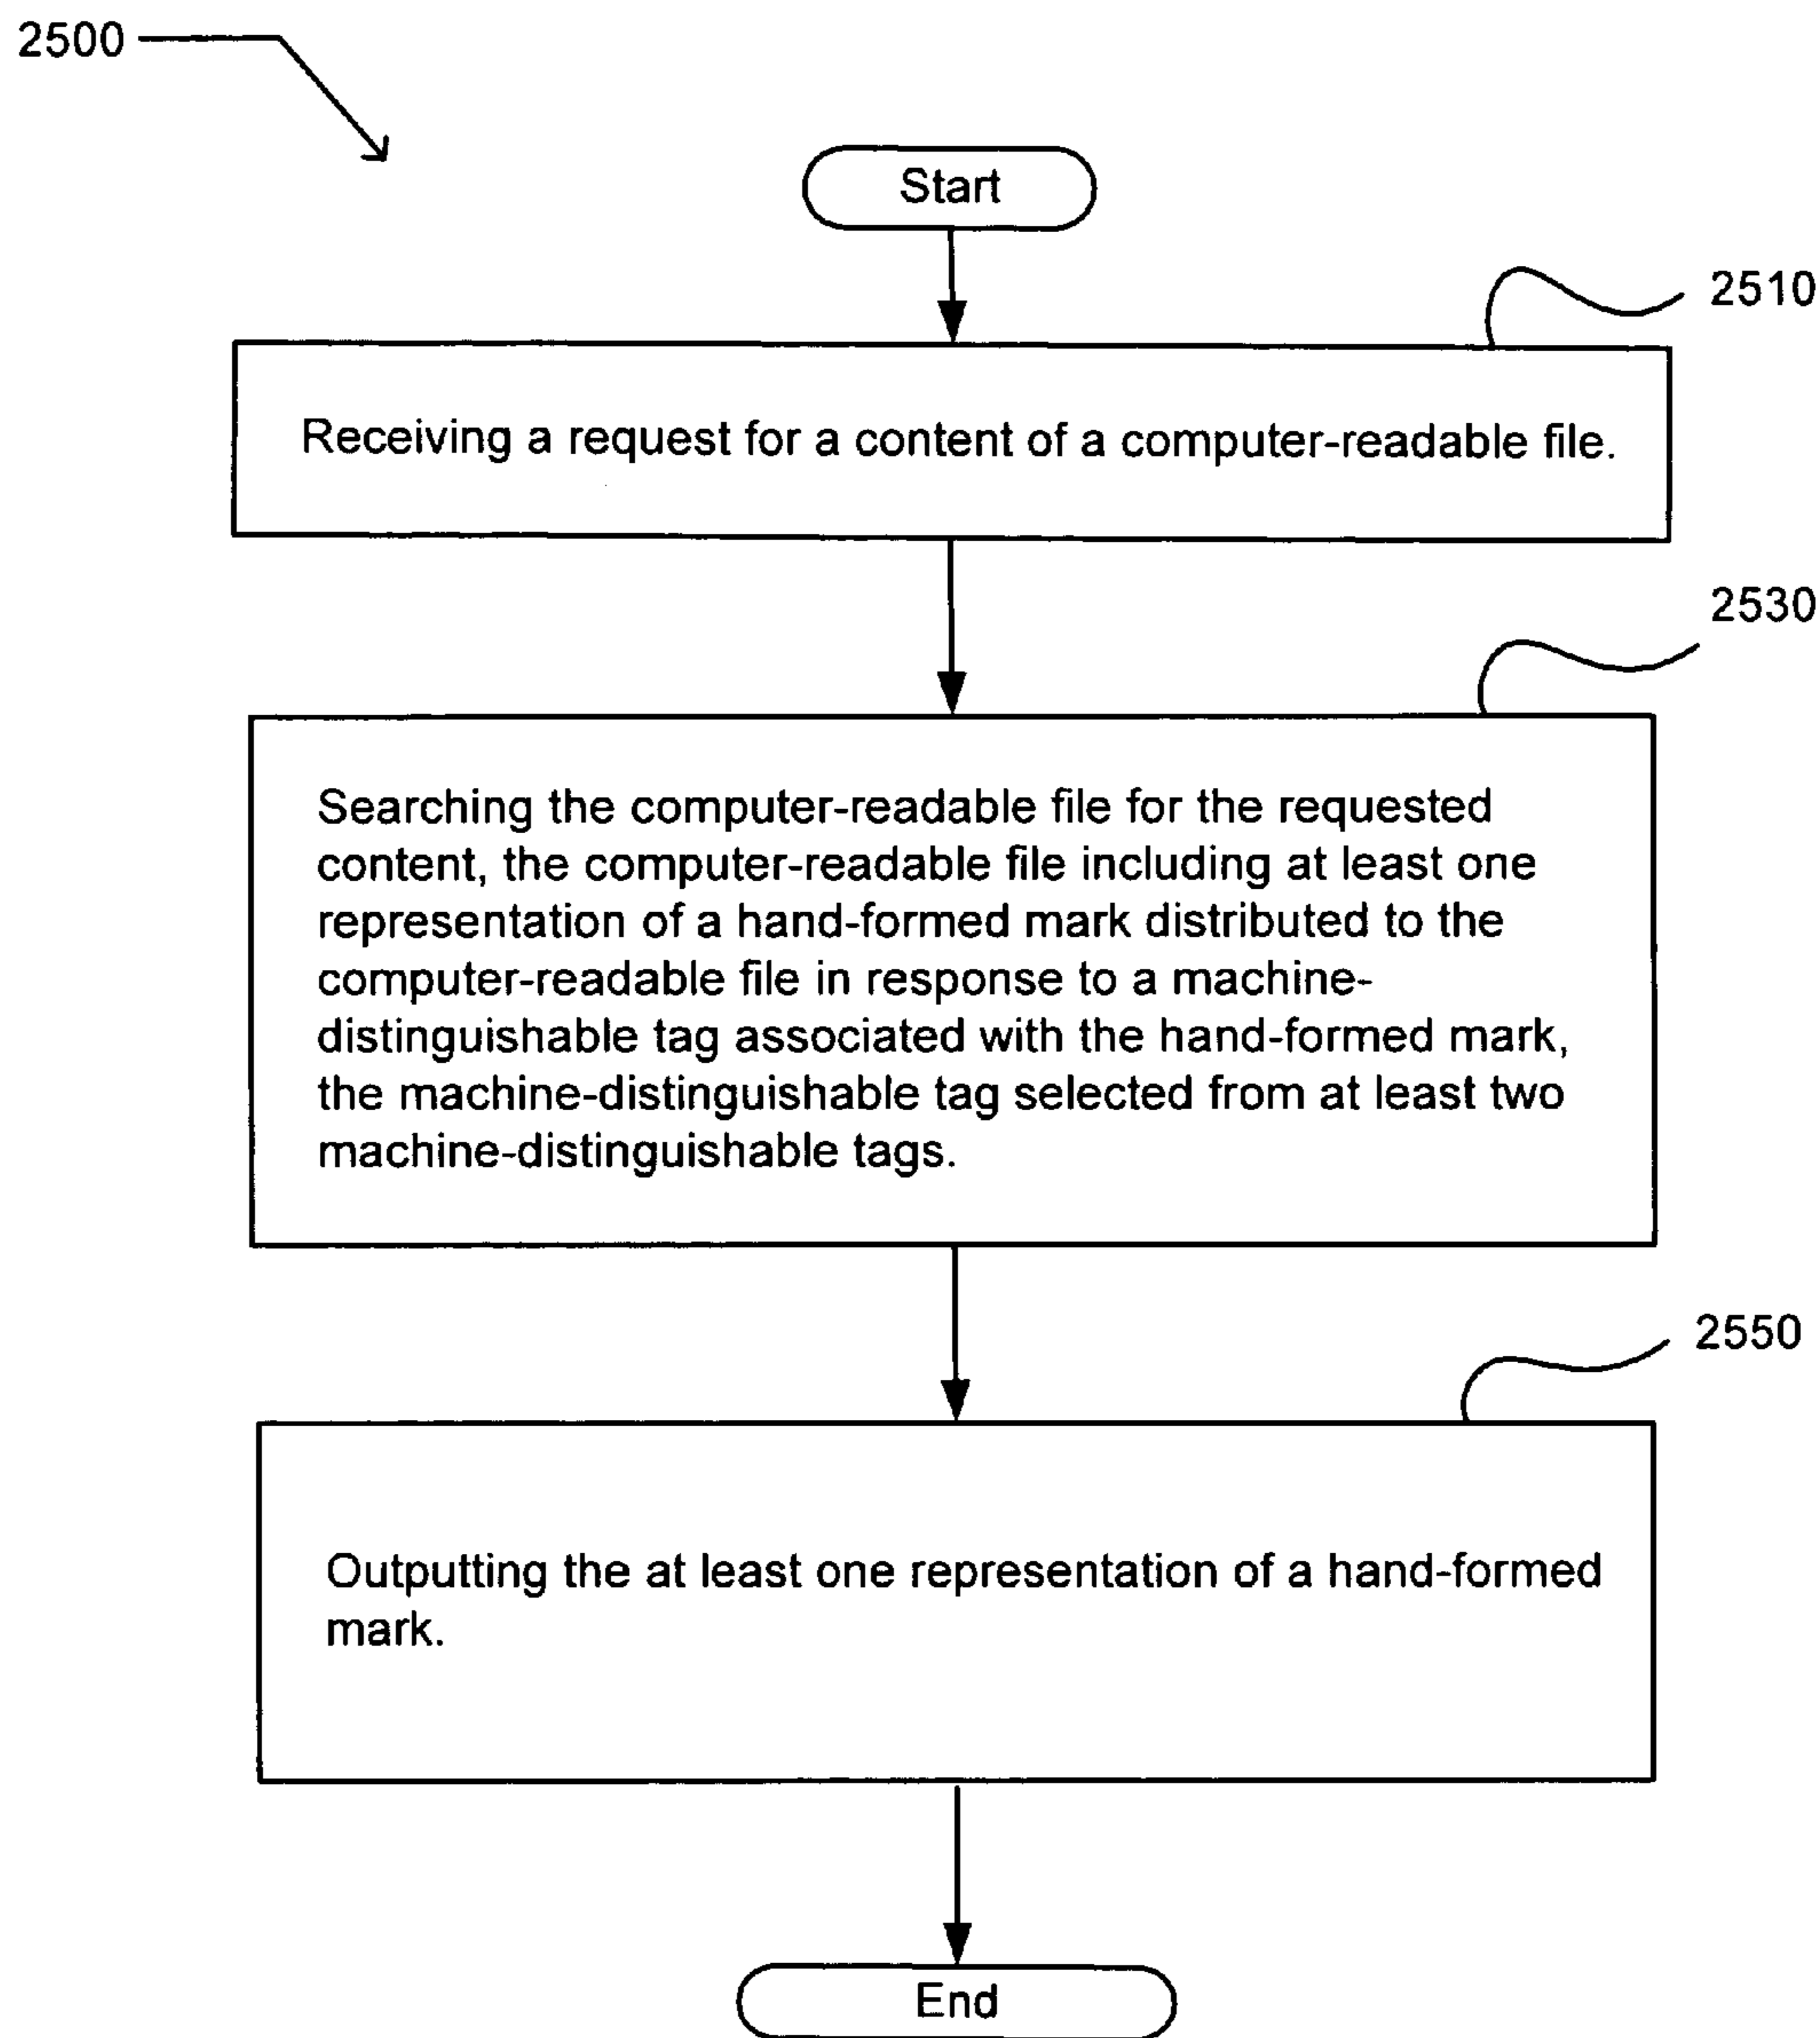 2500
Start
2510
Receiving a request for a content of a computer-readable file.
2530
Searching the computer-readable file for the requested
content, the computer-readable file including at least one
representation of a hand-formed mark distributed to the
computer-readable file in response to a machine-
distinguishable tag associated with the hand-formed mark,
the machine-distinguishable tag selected from at least two
machine-distinguishable tags.
2550
Outputting the at least one representation of a hand-formed
mark.
End